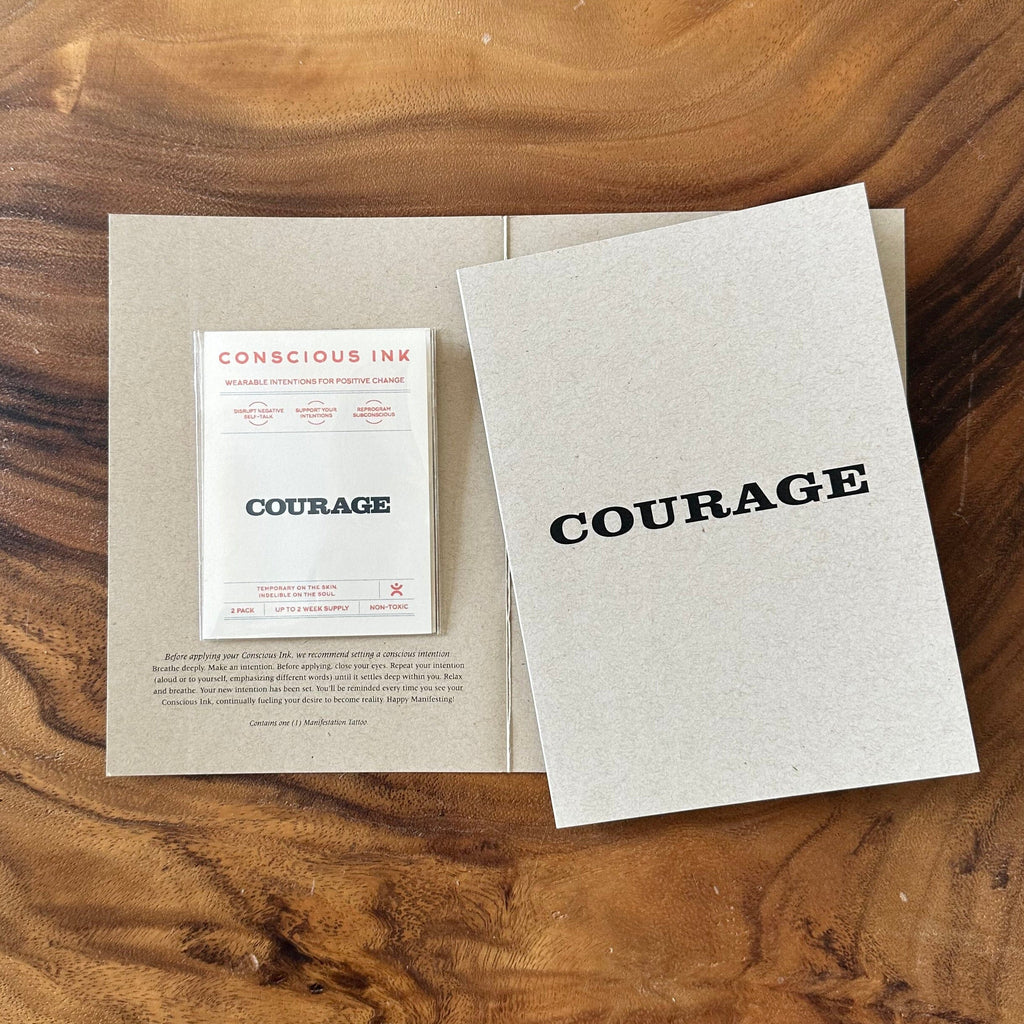 CONSCIOUS INK
WEARABLE INTENTIONS FOR POSITIVE CHANGE
DISRUPT NEGATIVE
SELF-TALK
SUPPORT YOUR
INTENTIONS
REPROGRAM
SUBCONSCIOUS
COURAGE
TEMPORARY ON THE SKIN.
INDELIBLE ON THE SOUL.
2 PACK
UP TO 2 WEEK SUPPLY
NON-TOXIC
Before applying your Conscious Ink, we recommend setting a conscious intention
Breathe deeply. Make an intention. Before applying, close your eyes. Repeat your intention
(aloud or to yourself, emphasizing different words) until it settles deep within you. Relax
and breathe. Your new intention has been set. You'll be reminded every time you see your
Conscious Ink, continually fueling your desire to become reality. Happy Manifesting!
Contains one (1) Manifestation Tattoo
COURAGE